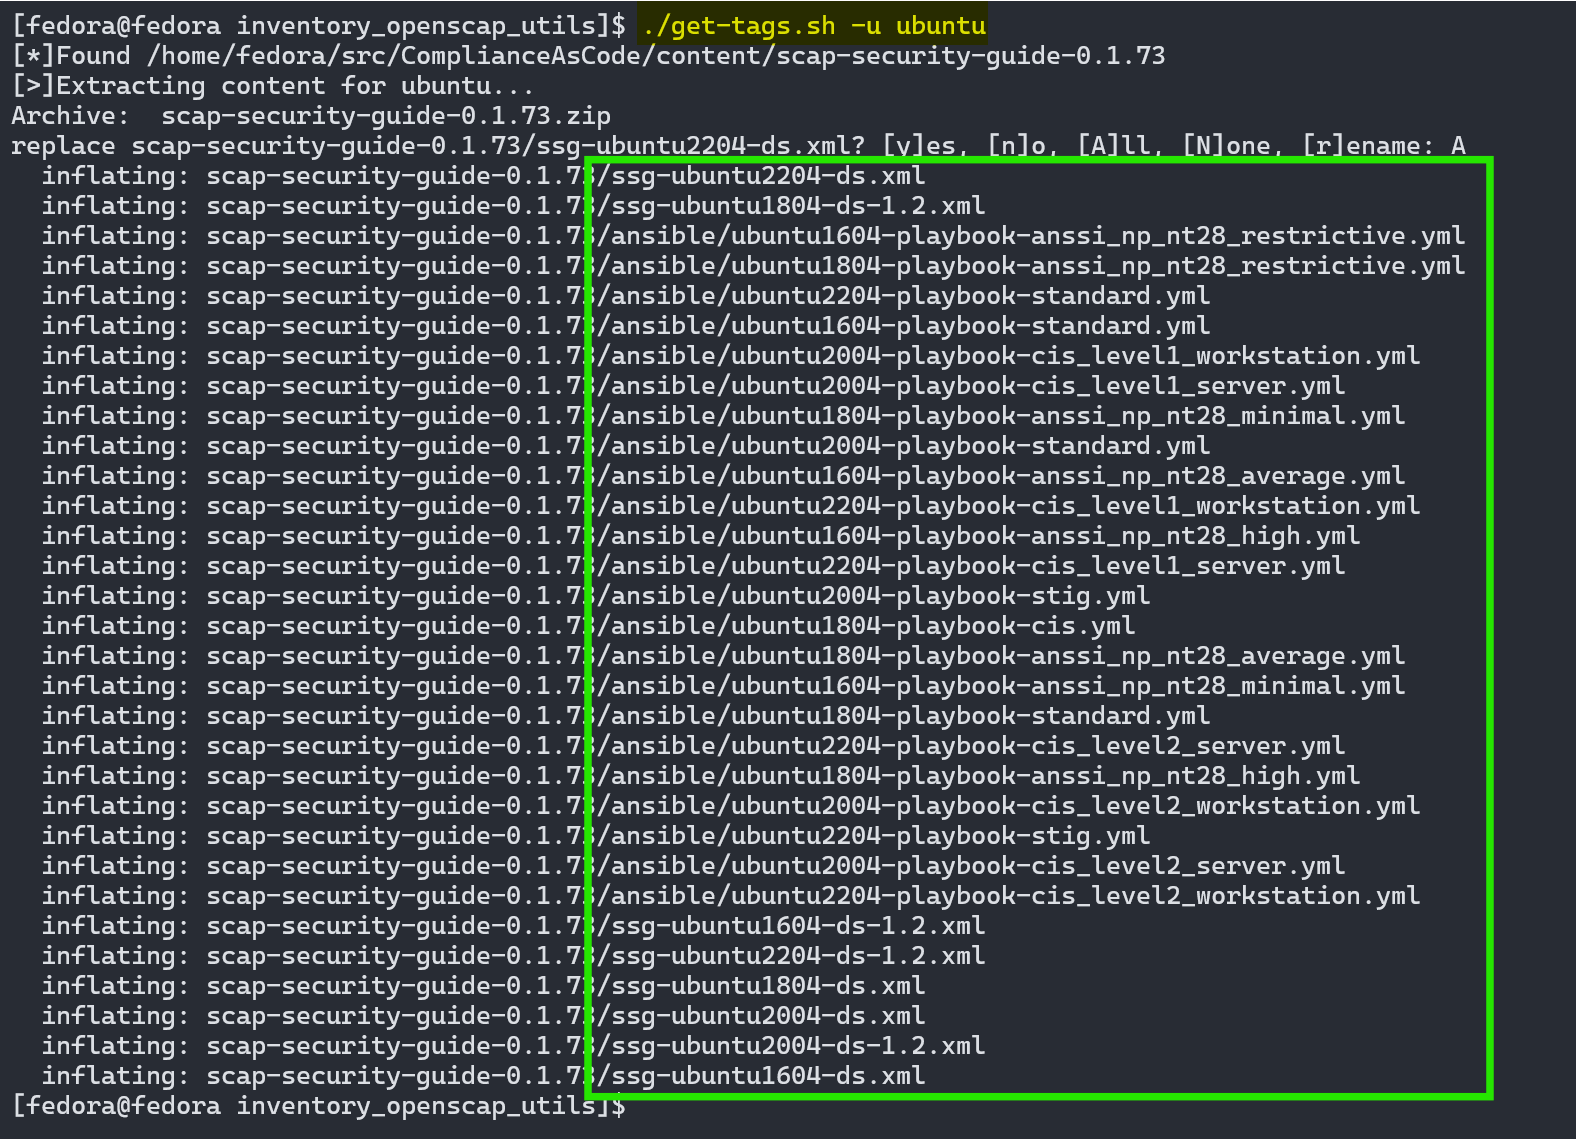 [fedora@fedora inventory_openscap_utils]$ ./get-tags.sh -u ubuntu
[*]Found /home/fedora/src/ComplianceAsCode/content/scap-security-guide-0.1.73
[>]Extracting content for ubuntu...
Archive:  scap-security-guide-0.1.73.zip
replace scap-security-guide-0.1.73/ssg-ubuntu2204-ds.xml? [y]es, [n]o, [A]ll, [N]one, [r]ename: A
  inflating: scap-security-guide-0.1.73/ssg-ubuntu2204-ds.xml
  inflating: scap-security-guide-0.1.73/ssg-ubuntu1804-ds-1.2.xml
  inflating: scap-security-guide-0.1.73/ansible/ubuntu1604-playbook-anssi_np_nt28_restrictive.yml
  inflating: scap-security-guide-0.1.73/ansible/ubuntu1804-playbook-anssi_np_nt28_restrictive.yml
  inflating: scap-security-guide-0.1.73/ansible/ubuntu2204-playbook-standard.yml
  inflating: scap-security-guide-0.1.73/ansible/ubuntu1604-playbook-standard.yml
  inflating: scap-security-guide-0.1.73/ansible/ubuntu2004-playbook-cis_level1_workstation.yml
  inflating: scap-security-guide-0.1.73/ansible/ubuntu2004-playbook-cis_level1_server.yml
  inflating: scap-security-guide-0.1.73/ansible/ubuntu1804-playbook-anssi_np_nt28_minimal.yml
  inflating: scap-security-guide-0.1.73/ansible/ubuntu2004-playbook-standard.yml
  inflating: scap-security-guide-0.1.73/ansible/ubuntu1604-playbook-anssi_np_nt28_average.yml
  inflating: scap-security-guide-0.1.73/ansible/ubuntu2204-playbook-cis_level1_workstation.yml
  inflating: scap-security-guide-0.1.73/ansible/ubuntu1604-playbook-anssi_np_nt28_high.yml
  inflating: scap-security-guide-0.1.73/ansible/ubuntu2204-playbook-cis_level1_server.yml
  inflating: scap-security-guide-0.1.73/ansible/ubuntu2004-playbook-stig.yml
  inflating: scap-security-guide-0.1.73/ansible/ubuntu1804-playbook-cis.yml
  inflating: scap-security-guide-0.1.73/ansible/ubuntu1804-playbook-anssi_np_nt28_average.yml
  inflating: scap-security-guide-0.1.73/ansible/ubuntu1604-playbook-anssi_np_nt28_minimal.yml
  inflating: scap-security-guide-0.1.73/ansible/ubuntu1804-playbook-standard.yml
  inflating: scap-security-guide-0.1.73/ansible/ubuntu2204-playbook-cis_level2_server.yml
  inflating: scap-security-guide-0.1.73/ansible/ubuntu1804-playbook-anssi_np_nt28_high.yml
  inflating: scap-security-guide-0.1.73/ansible/ubuntu2004-playbook-cis_level2_workstation.yml
  inflating: scap-security-guide-0.1.73/ansible/ubuntu2204-playbook-stig.yml
  inflating: scap-security-guide-0.1.73/ansible/ubuntu2004-playbook-cis_level2_server.yml
  inflating: scap-security-guide-0.1.73/ansible/ubuntu2204-playbook-cis_level2_workstation.yml
  inflating: scap-security-guide-0.1.73/ssg-ubuntu1604-ds-1.2.xml
  inflating: scap-security-guide-0.1.73/ssg-ubuntu2204-ds-1.2.xml
  inflating: scap-security-guide-0.1.73/ssg-ubuntu1804-ds.xml
  inflating: scap-security-guide-0.1.73/ssg-ubuntu2004-ds.xml
  inflating: scap-security-guide-0.1.73/ssg-ubuntu2004-ds-1.2.xml
  inflating: scap-security-guide-0.1.73/ssg-ubuntu1604-ds.xml
[fedora@fedora inventory_openscap_utils]$